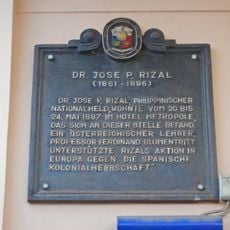 DR. JOSE P. RIZAL
(1861 - 1896)
DR. JOSE P. RIZAL, PHILIPPINISCHER
NATIONALHELD, WOHNTE VOM 20 BIS
24. MAI 1887 IM HOTEL METROPOLE,
DAS SICH AN DIESER STELLE BEFAND.
EIN ÖSTERREICHISCHER LEHRER,
PROFESSOR FERDINAND BLUMENTRITT
UNTERSTÜTZTE RIZALS AKTION IN
EUROPA GEGEN DIE SPANISCHE
KOLONIALHERRSCHAFT.